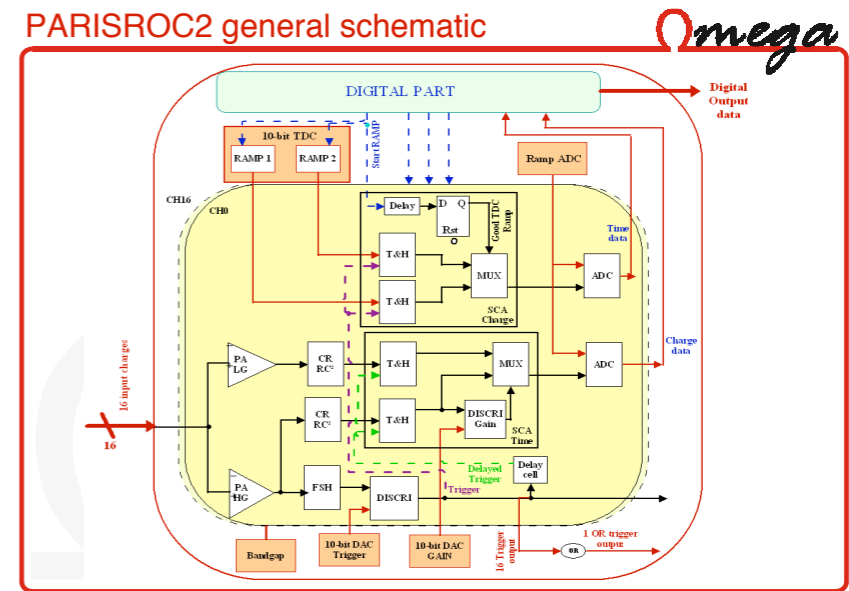 PARISROC2 general schematic
Omega
DIGITAL PART
Digital
Output
data
10-bit TDC
RAMP 1
RAMP 2
StartRAMP
Ramp ADC
CH16
CH0
Delay
D Q
Rst
Good TDC
Ramp
T&H
T&H
MUX
SCA
Charge
ADC
Time
data
16 input charges
16
PA
LG
CR
RC²
T&H
MUX
ADC
Charge
data
CR
RC²
T&H
DISCRI
Gain
SCA
Time
PA
HG
FSH
DISCRI
Delayed
Trigger
Trigger
Delay
cell
Bandgap
10-bit DAC
Trigger
10-bit DAC
GAIN
16 Trigger
output
OR
1 OR trigger
output